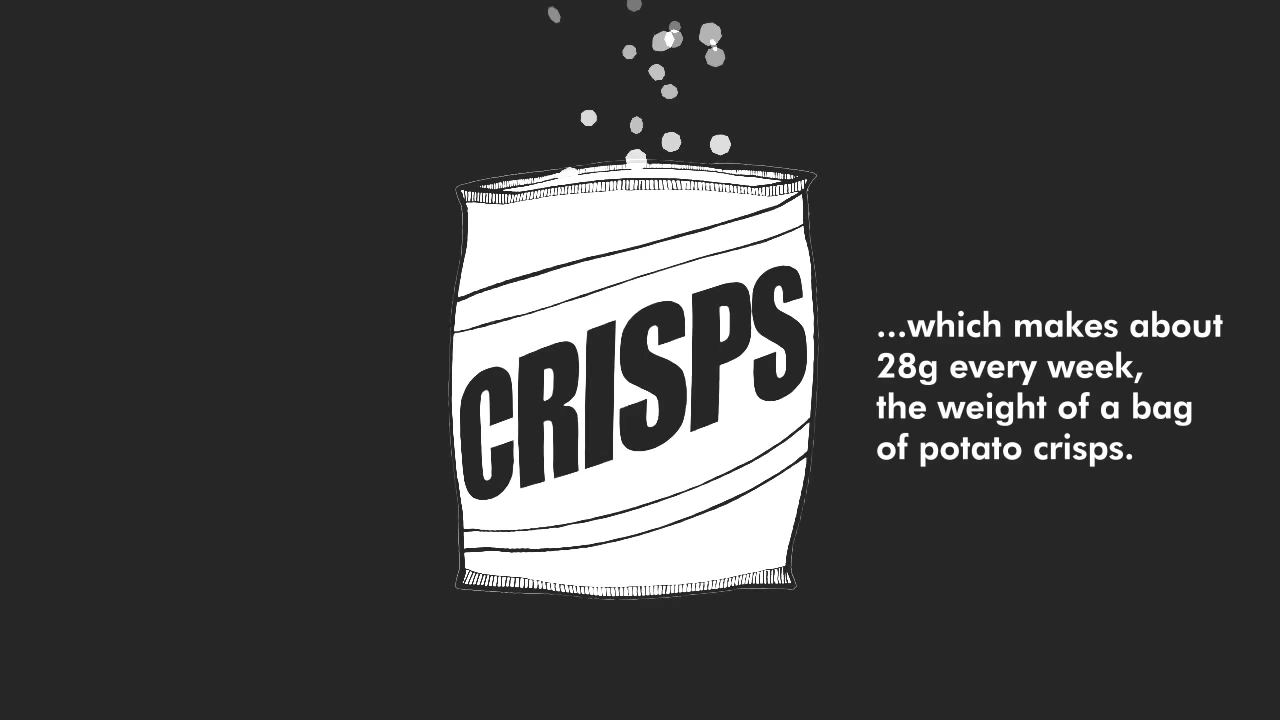 CRISPS
...which makes about
28g every week,
the weight of a bag
of potato crisps.